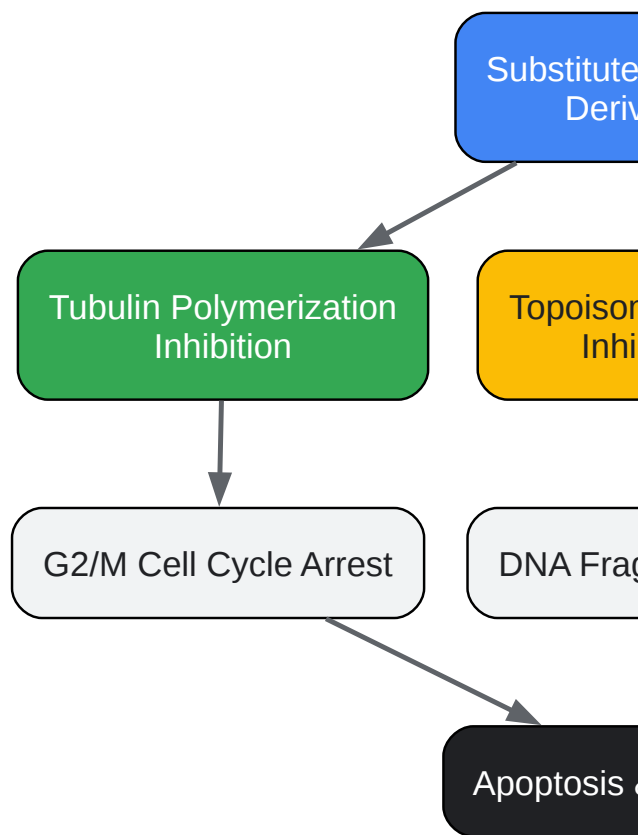 Substitute
Deriv
Tubulin Polymerization
Inhibition
Topoison
Inhi
G2/M Cell Cycle Arrest
DNA Frag
Apoptosis